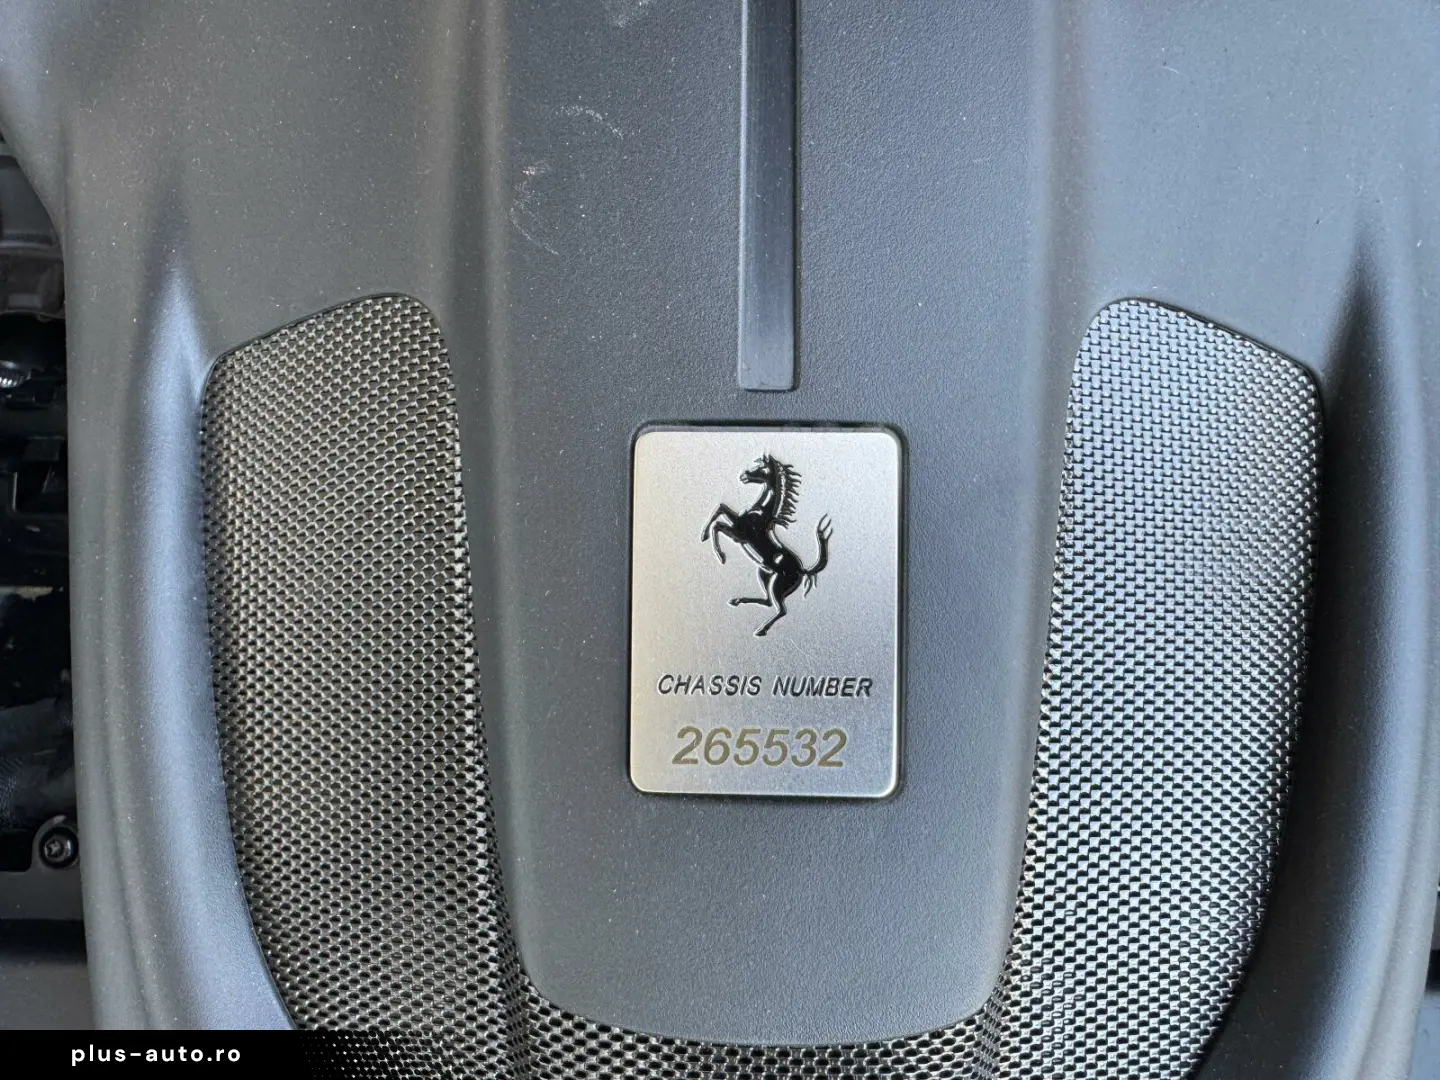 CHASSIS NUMBER
265532
plus-auto.ro